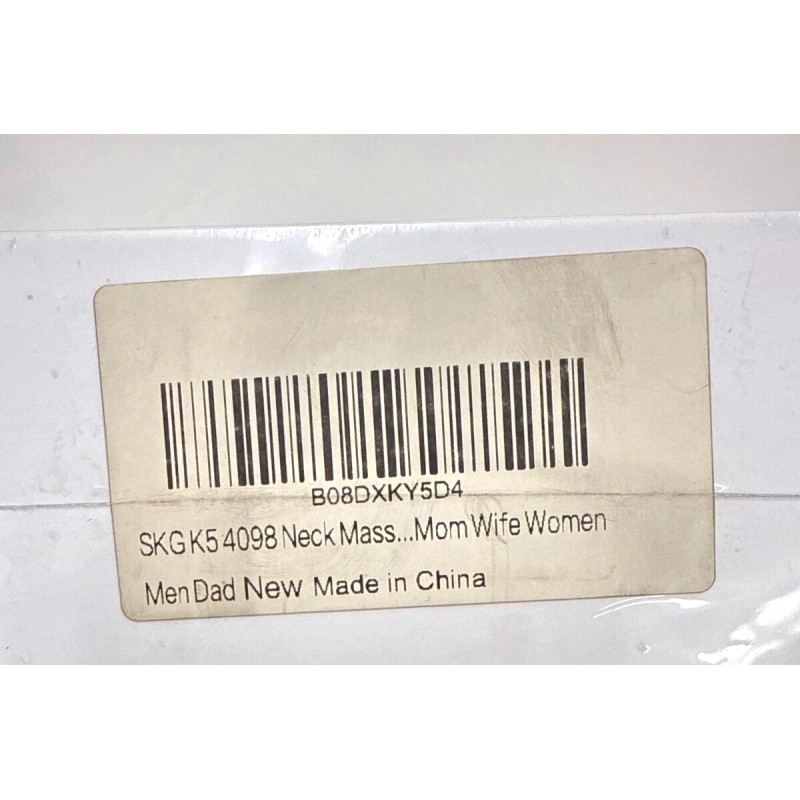 B08DXKY5D4
SKG K5 4098 Neck Mass...Mom Wife Women
Men Dad New Made in China